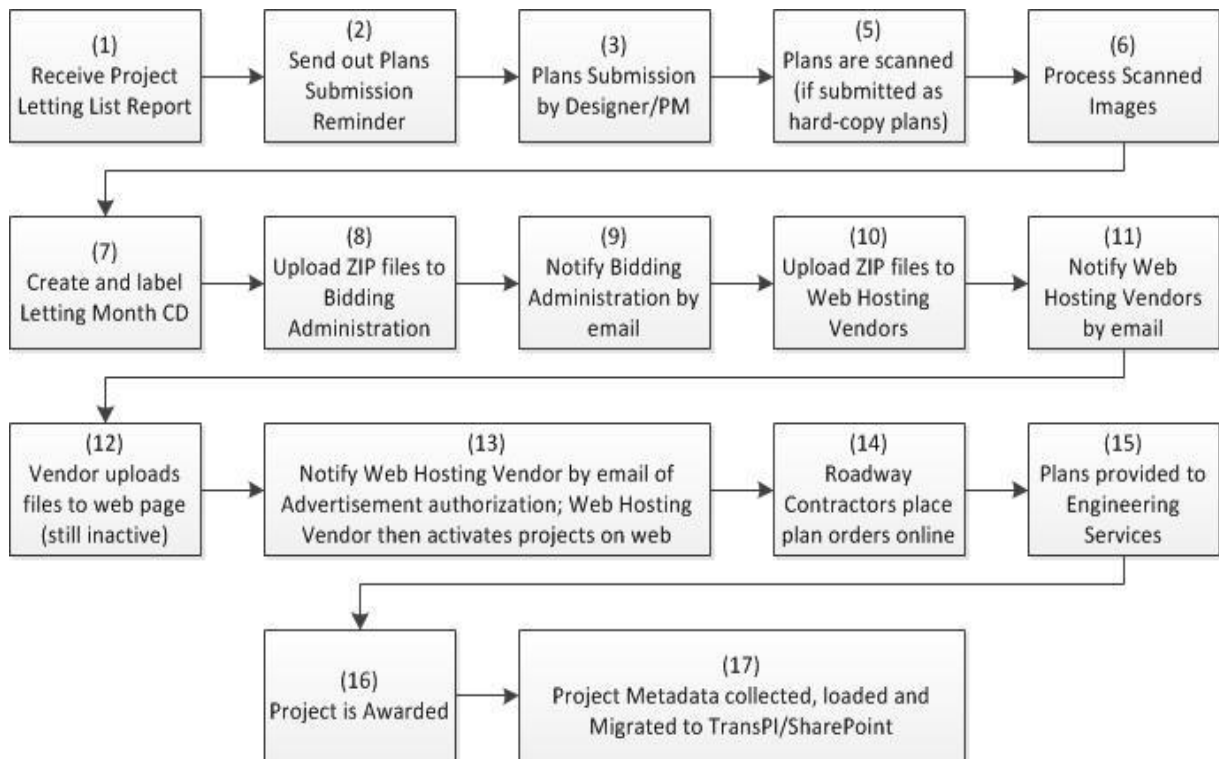 (1)
Receive Project
Letting List Report
(2)
Send out Plans
Submission
Reminder
(3)
Plans Submission
by Designer/PM
(5)
Plans are scanned
(if submitted as
hard-copy plans)
(6)
Process Scanned
Images
(7)
Create and label
Letting Month CD
(8)
Upload ZIP files to
Bidding
Administration
(9)
Notify Bidding
Administration by
email
(10)
Upload ZIP files to
Web Hosting
Vendors
(11)
Notify Web
Hosting Vendors
by email
(12)
Vendor uploads
files to web page
(still inactive)
(13)
Notify Web Hosting Vendor by email of
Advertisement authorization; Web Hosting
Vendor then activates projects on web
(14)
Roadway
Contractors place
plan orders online
(15)
Plans provided to
Engineering
Services
(16)
Project is Awarded
(17)
Project Metadata collected, loaded and
Migrated to TransPI/SharePoint